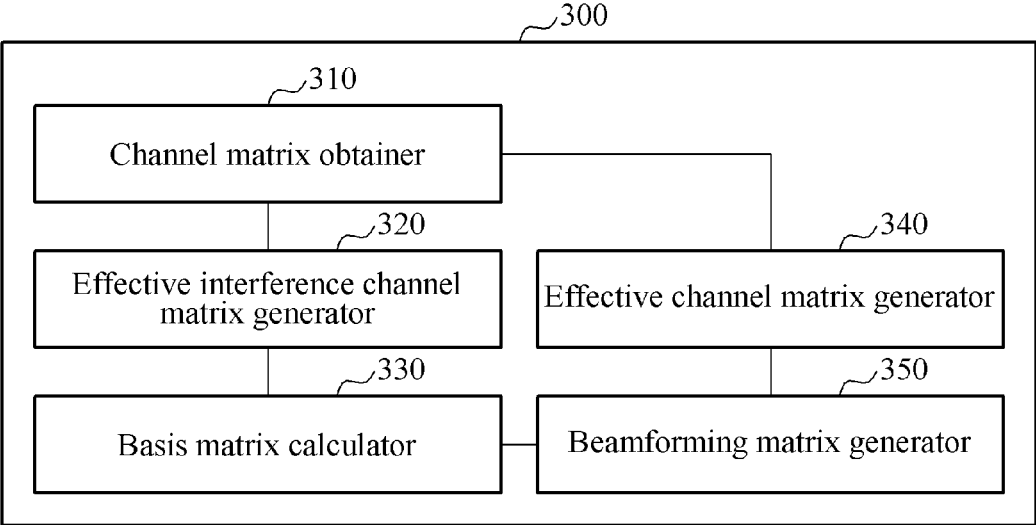 300
310
Channel matrix obtainer
320
Effective interference channel
matrix generator
340
Effective channel matrix generator
330
Basis matrix calculator
350
Beamforming matrix generator